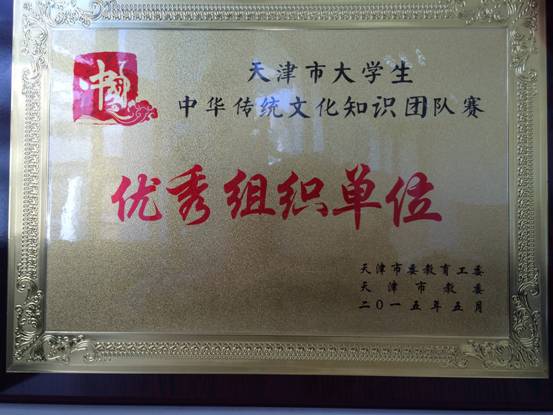 中国
天津市大学生
中华传统文化知识团队赛
优秀组织单位
天津市委教育工委
天津市教委
二〇一五年五月